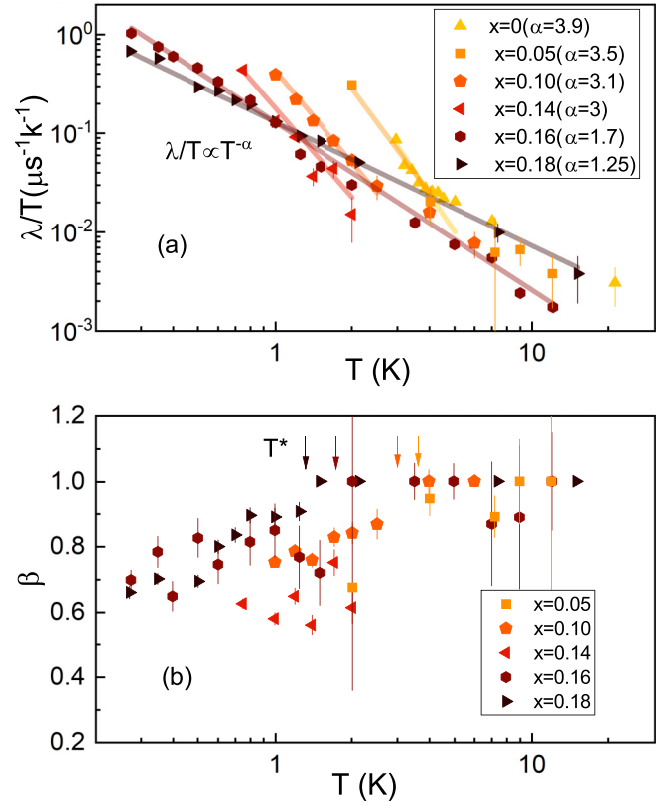 10⁰
10⁻¹
10⁻²
10⁻³
λ/T(μs⁻¹k⁻¹)
x=0(α=3.9)
x=0.05(α=3.5)
x=0.10(α=3.1)
x=0.14(α=3)
x=0.16(α=1.7)
x=0.18(α=1.25)
λ/T∝T⁻α
(a)
1
10
T (K)
1.2
1.0
0.8
0.6
0.4
0.2
β
T*
x=0.05
x=0.10
x=0.14
x=0.16
x=0.18
(b)
1
10
T (K)